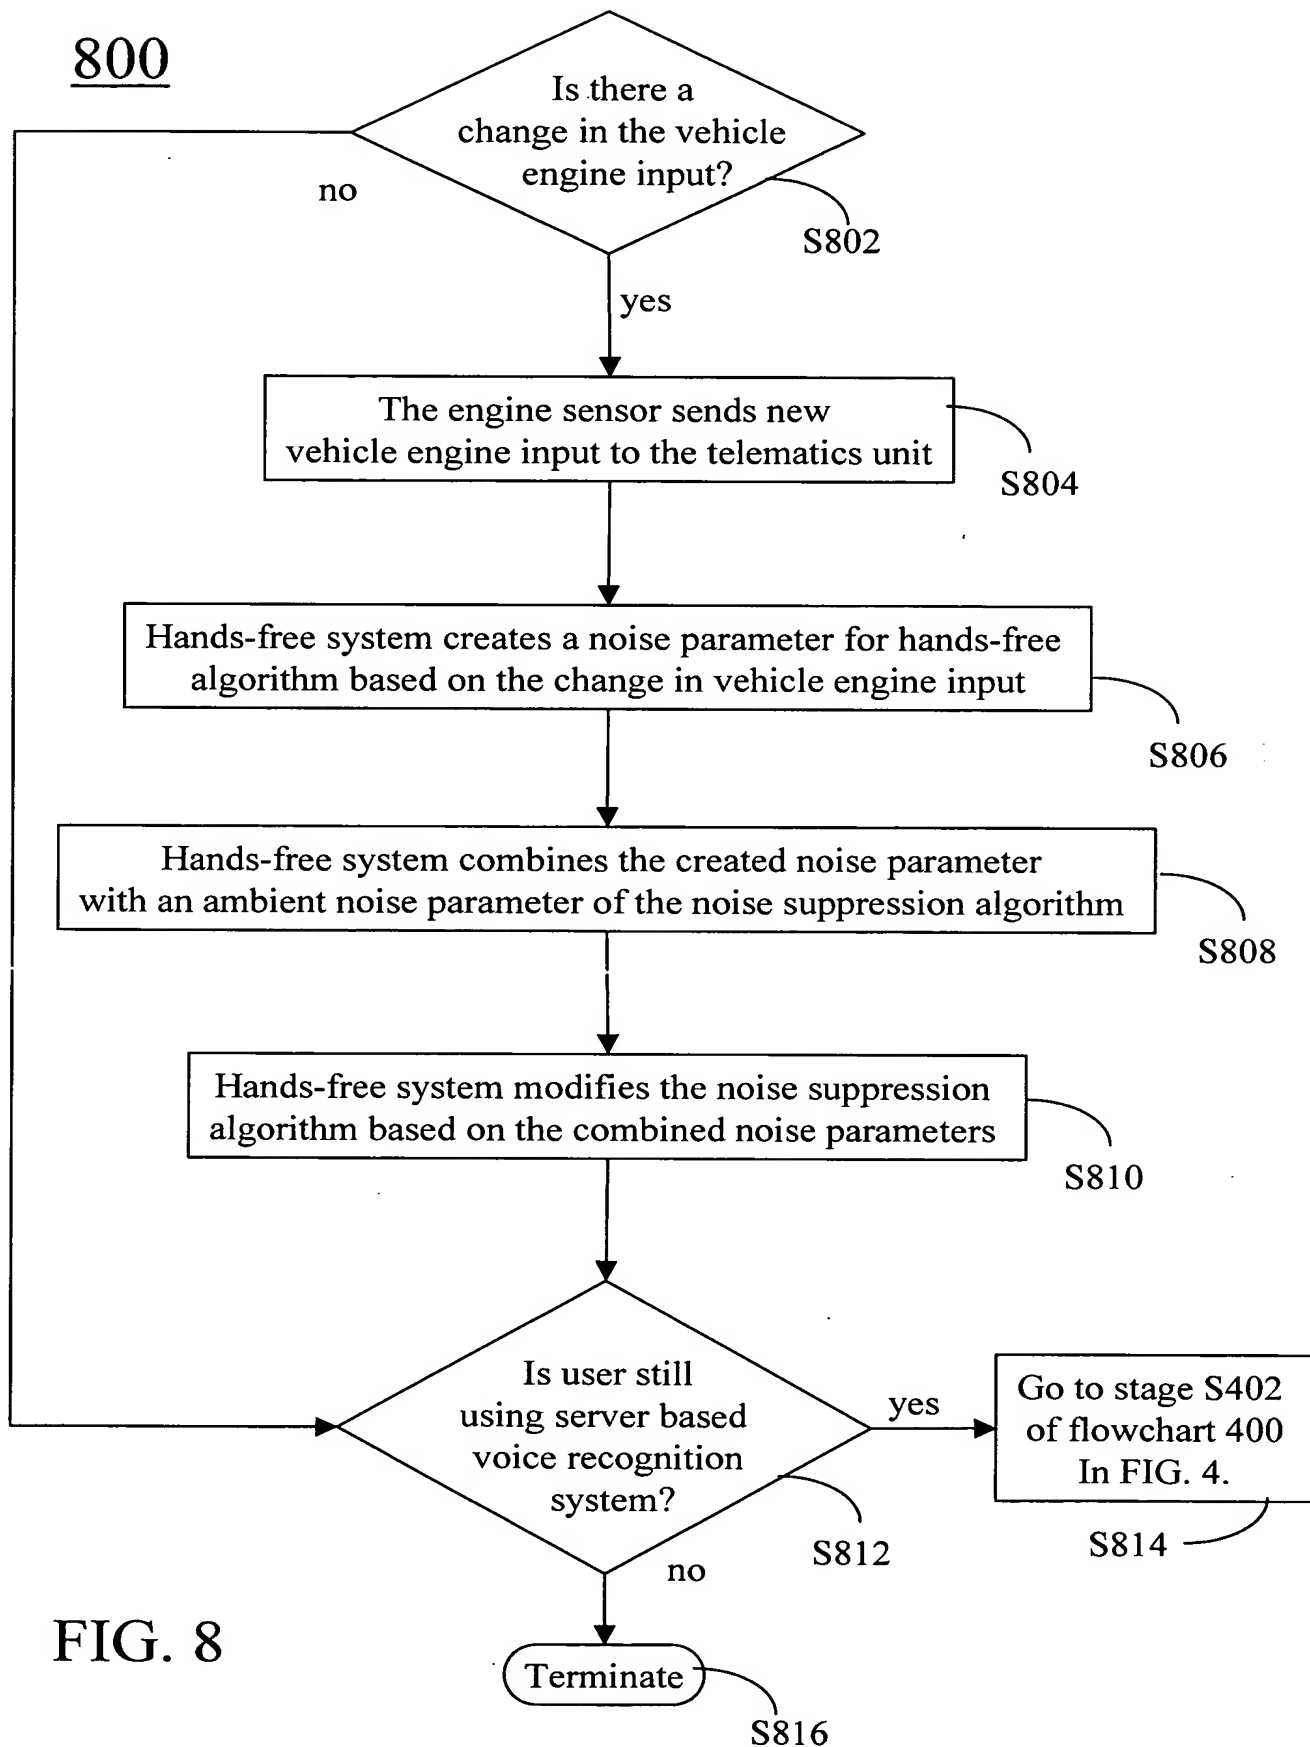 800
Is there a
change in the vehicle
engine input?
no
S802
yes
The engine sensor sends new
vehicle engine input to the telematics unit
S804
Hands-free system creates a noise parameter for hands-free
algorithm based on the change in vehicle engine input
S806
Hands-free system combines the created noise parameter
with an ambient noise parameter of the noise suppression algorithm
S808
Hands-free system modifies the noise suppression
algorithm based on the combined noise parameters
S810
Is user still
using server based
voice recognition
system?
yes
Go to stage S402
of flowchart 400
In FIG. 4.
S812
S814
no
FIG. 8
Terminate
S816